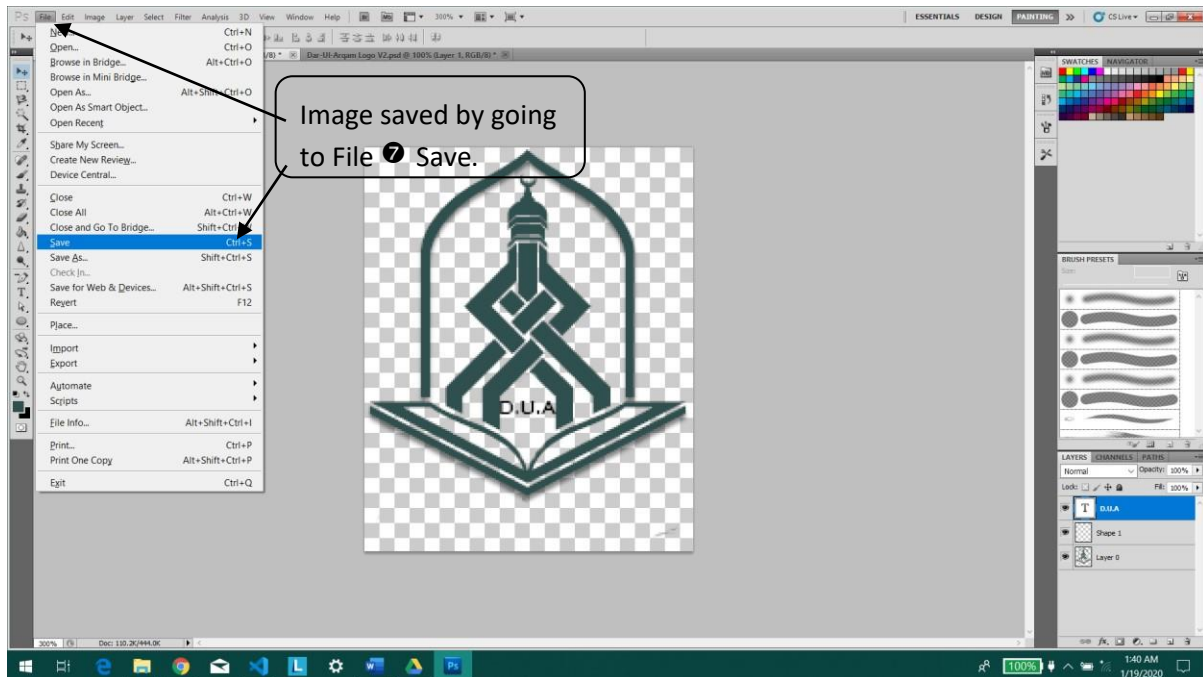 PS File Edit Image Layer Select Filter Analysis 3D View Window Help 300% ESSENTIALS DESIGN PAINTING CS Live
Dar-Ul-Arqam Logo V2.psd @ 100% (Layer 1, RGB/8) *
Open... Ctrl+O
Browse in Bridge... Alt+Ctrl+O
Browse in Mini Bridge...
Open As... Alt+Shift+Ctrl+O
Open As Smart Object...
Open Recent
Share My Screen...
Create New Review...
Device Central...
Close Ctrl+W
Close All Alt+Ctrl+W
Close and Go To Bridge...
Save Ctrl+S
Save As... Shift+Ctrl+S
Check In...
Save for Web & Devices... Alt+Shift+Ctrl+S
Revert F12
Place...
Import
Export
Automate
Scripts
File Info... Alt+Shift+Ctrl+I
Print... Ctrl+P
Print One Copy Alt+Shift+Ctrl+P
Exit Ctrl+Q
Image saved by going
to File ❼ Save.
D.U.A
SWATCHES NAVIGATOR
BRUSH PRESETS
Size:
LAYERS CHANNELS PATHS
Normal Opacity: 100%
Lock: Fill: 100%
T D.U.A
Shape 1
Layer 0
300% Doc: 110.2K/444.0K
100% 1:40 AM
1/19/2020